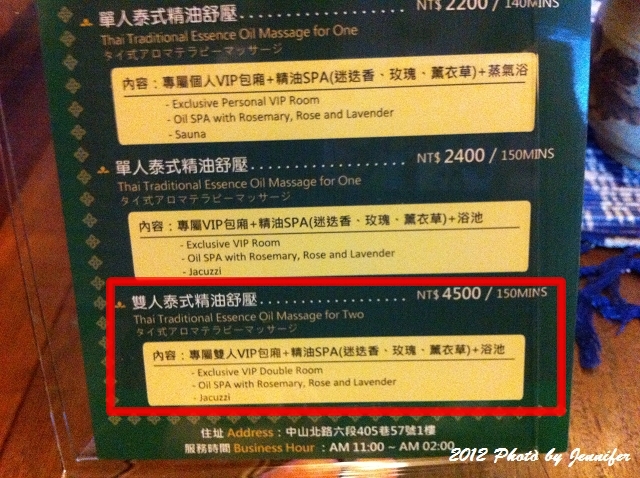 單人泰式精油舒壓.................... NT$ 2200 / 140MINS
Thai Traditional Essence Oil Massage for One
タイ式アロマテラピーマッサージ
內容：專屬個人VIP包廂+精油SPA(迷迭香、玫瑰、薰衣草)+蒸氣浴
- Exclusive Personal VIP Room
- Oil SPA with Rosemary, Rose and Lavender
- Sauna
單人泰式精油舒壓.................... NT$ 2400 / 150MINS
Thai Traditional Essence Oil Massage for One
タイ式アロマテラピーマッサージ
內容：專屬VIP包廂+精油SPA(迷迭香、玫瑰、薰衣草)+浴池
- Exclusive VIP Room
- Oil SPA with Rosemary, Rose and Lavender
- Jacuzzi
雙人泰式精油舒壓.................... NT$ 4500 / 150MINS
Thai Traditional Essence Oil Massage for Two
タイ式アロマテラピーマッサージ
內容：專屬雙人VIP包廂+精油SPA(迷迭香、玫瑰、薰衣草)+浴池
- Exclusive VIP Double Room
- Oil SPA with Rosemary, Rose and Lavender
- Jacuzzi
住址 Address：中山北路六段405巷57號1樓
服務時間 Business Hour：AM 11:00 ~ AM 02:00
2012 Photo by Jennifer